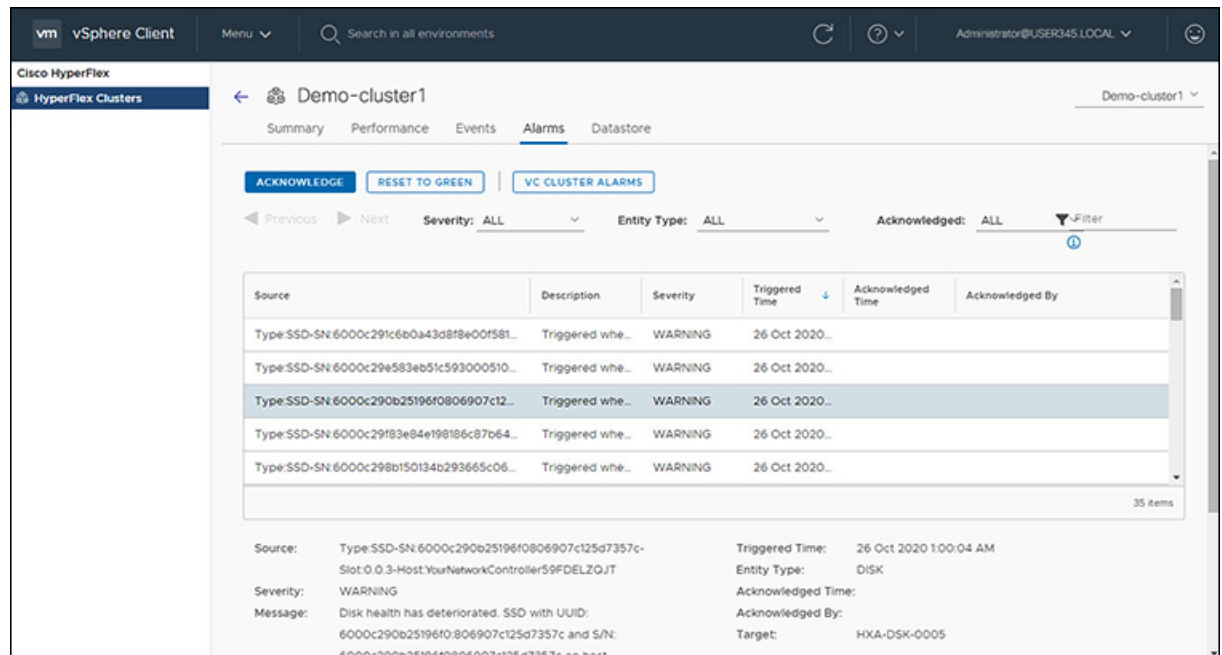 vm vSphere Client Menu Search in all environments Administrator@USER345.LOCAL
Cisco HyperFlex
HyperFlex Clusters
Demo-cluster1 Demo-cluster1
Summary Performance Events Alarms Datastore
ACKNOWLEDGE RESET TO GREEN VC CLUSTER ALARMS
Previous Next Severity: ALL Entity Type: ALL Acknowledged: ALL Filter
Source Description Severity Triggered Time Acknowledged Time Acknowledged By
Type:SSD-SN:6000c291c6b0a43d8f8e00f581... Triggered whe... WARNING 26 Oct 2020...
Type:SSD-SN:6000c29e583eb51c593000510... Triggered whe... WARNING 26 Oct 2020...
Type:SSD-SN:6000c290b25196f0806907c12... Triggered whe... WARNING 26 Oct 2020...
Type:SSD-SN:6000c29f83e84e198186c87b64... Triggered whe... WARNING 26 Oct 2020...
Type:SSD-SN:6000c298b150134b293665c06... Triggered whe... WARNING 26 Oct 2020...
35 items
Source: Type:SSD-SN:6000c290b25196f0806907c125d7357c- Triggered Time: 26 Oct 2020 1:00:04 AM
Slot:0.0.3-Host:YourNetworkController59FDELZQJT Entity Type: DISK
Severity: WARNING Acknowledged Time:
Message: Disk health has deteriorated. SSD with UUID: Acknowledged By:
6000c290b25196f0:806907c125d7357c and S/N: Target: HXA-DSK-0005
6000c290b25196f0806907c125d7357c on host